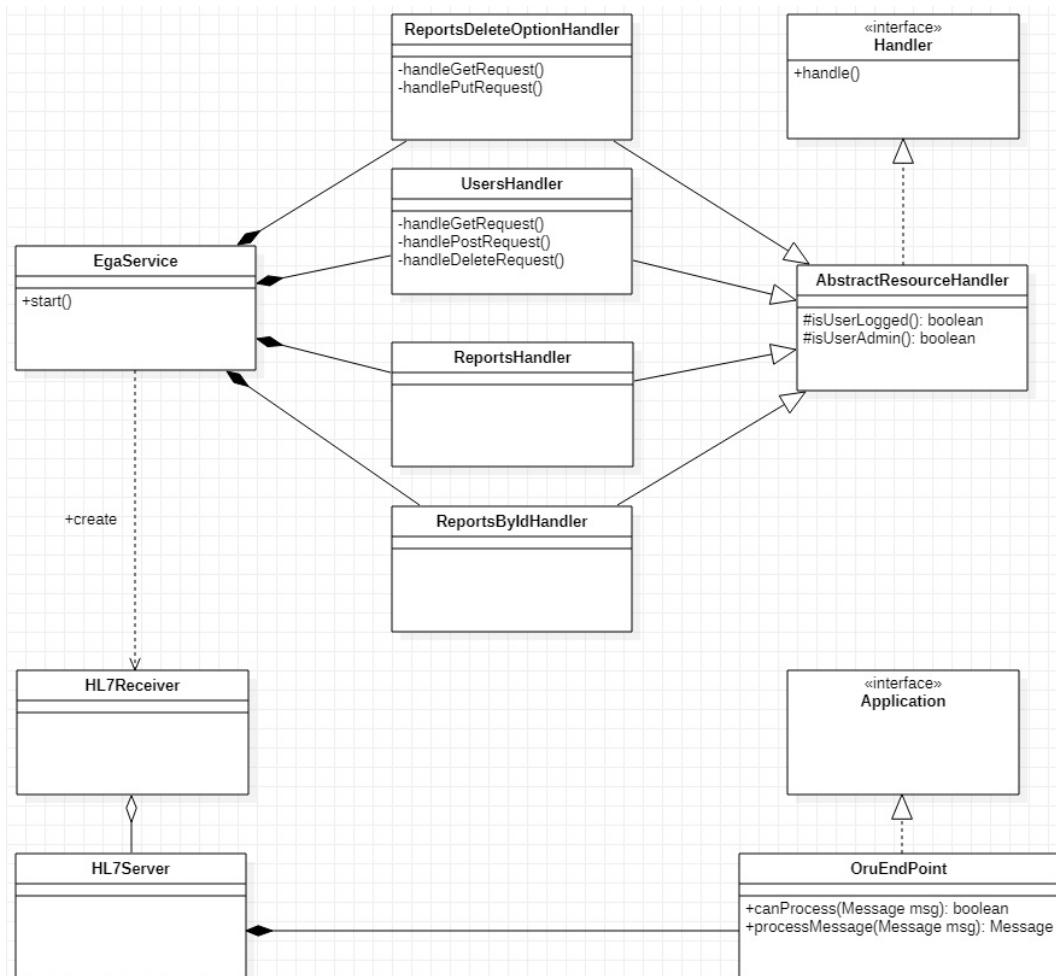 ReportsDeleteOptionHandler
-handleGetRequest()
-handlePutRequest()
«interface»
Handler
+handle()
UsersHandler
-handleGetRequest()
-handlePostRequest()
-handleDeleteRequest()
EgaService
+start()
AbstractResourceHandler
#isUserLogged(): boolean
#isUserAdmin(): boolean
ReportsHandler
ReportsByIdHandler
+create
HL7Receiver
«interface»
Application
HL7Server
OruEndPoint
+canProcess(Message msg): boolean
+processMessage(Message msg): Message